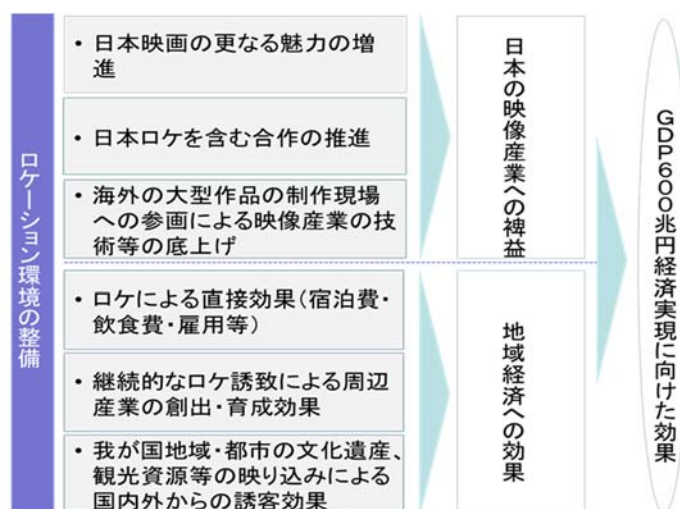 ロケーション環境の整備
・日本映画の更なる魅力の増
進
・日本ロケを含む合作の推進
・海外の大型作品の制作現場
への参画による映像産業の技
術等の底上げ
日本の映像産業への裨益
・ロケによる直接効果(宿泊費・
飲食費・雇用等)
・継続的なロケ誘致による周辺
産業の創出・育成効果
・我が国地域・都市の文化遺産、
観光資源等の映り込みによる
国内外からの誘客効果
地域経済への効果
GDP600兆円経済実現に向けた効果